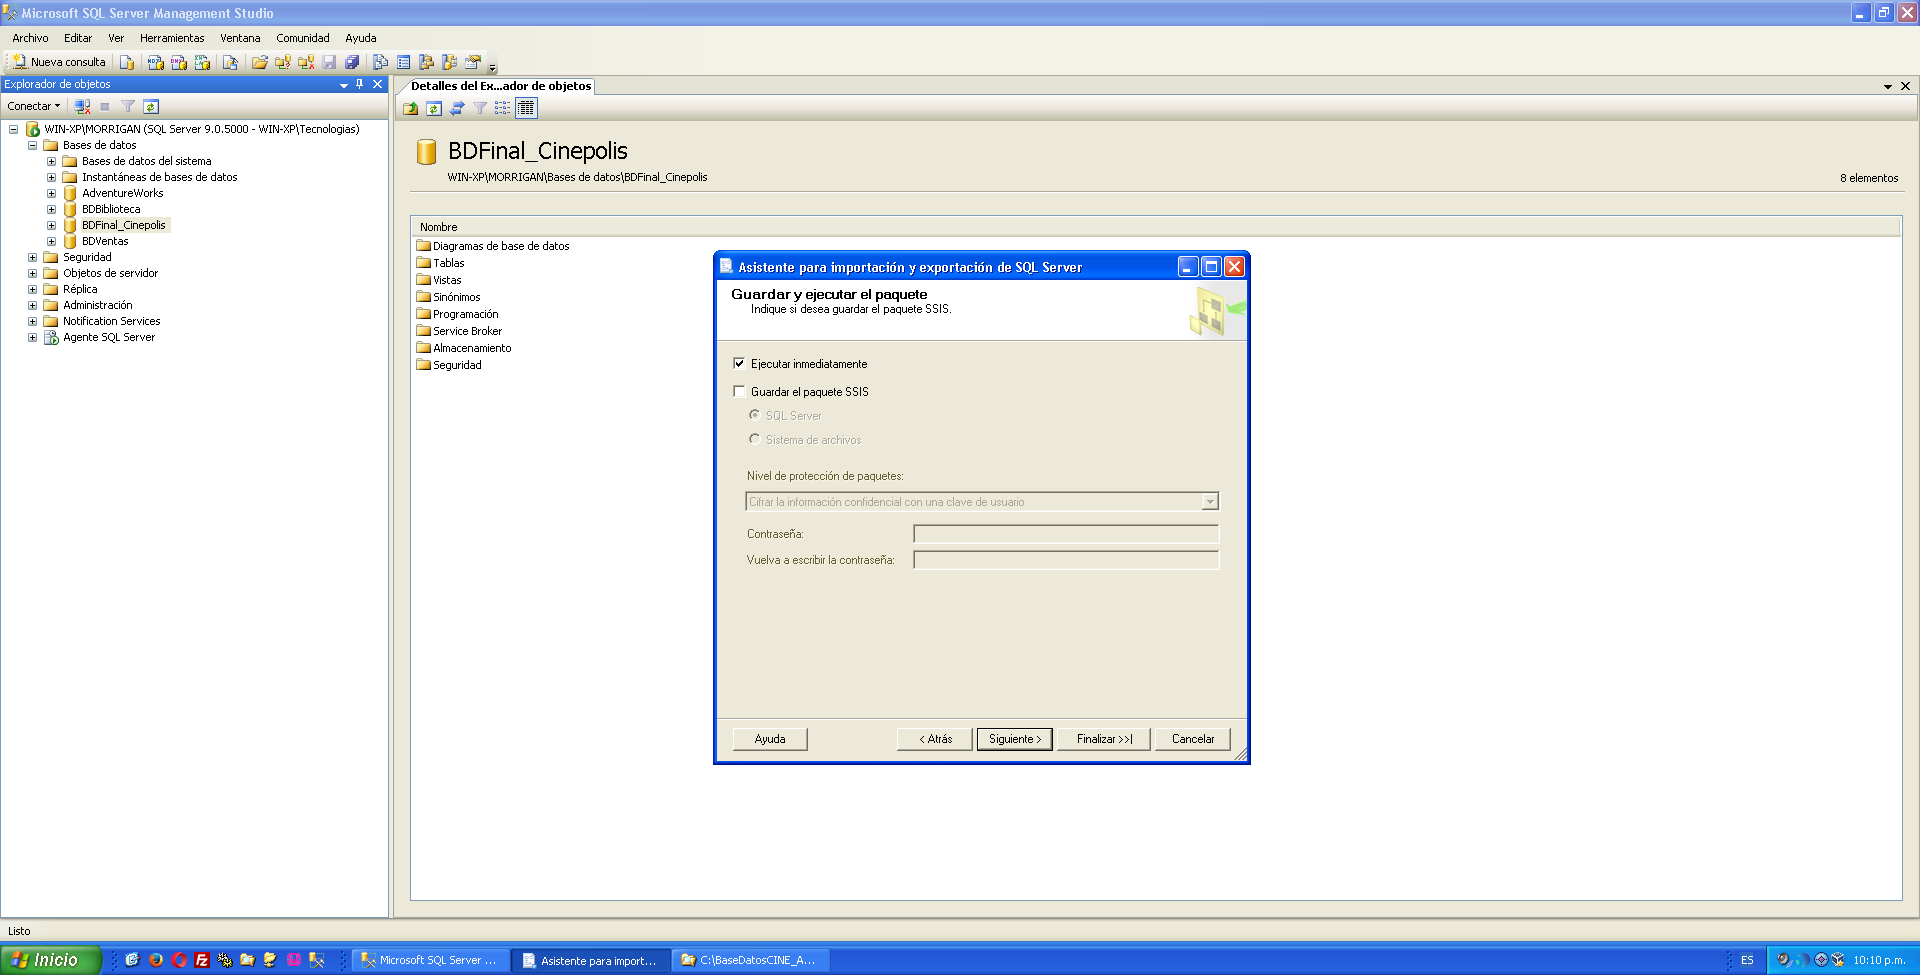 Microsoft SQL Server Management Studio
Archivo Editar Ver Herramientas Ventana Comunidad Ayuda
Nueva consulta
Explorador de objetos
Conectar
WIN-XP\MORRIGAN (SQL Server 9.0.5000 - WIN-XP\Tecnologias)
Bases de datos
Bases de datos del sistema
Instantáneas de bases de datos
AdventureWorks
BDBiblioteca
BDFinal_Cinepolis
BDVentas
Seguridad
Objetos de servidor
Réplica
Administración
Notification Services
Agente SQL Server
Detalles del Ex...ador de objetos
BDFinal_Cinepolis
WIN-XP\MORRIGAN\Bases de datos\BDFinal_Cinepolis
8 elementos
Nombre
Diagramas de base de datos
Tablas
Vistas
Sinónimos
Programación
Service Broker
Almacenamiento
Seguridad
Asistente para importación y exportación de SQL Server
Guardar y ejecutar el paquete
Indique si desea guardar el paquete SSIS.
Ejecutar inmediatamente
Guardar el paquete SSIS
SQL Server
Sistema de archivos
Nivel de protección de paquetes:
Cifrar la información confidencial con una clave de usuario
Contraseña:
Vuelva a escribir la contraseña:
Ayuda < Atrás Siguiente > Finalizar >>| Cancelar
Listo
Inicio Microsoft SQL Server ... Asistente para import... C:\BaseDatosCINE_A... ES 10:10 p.m.